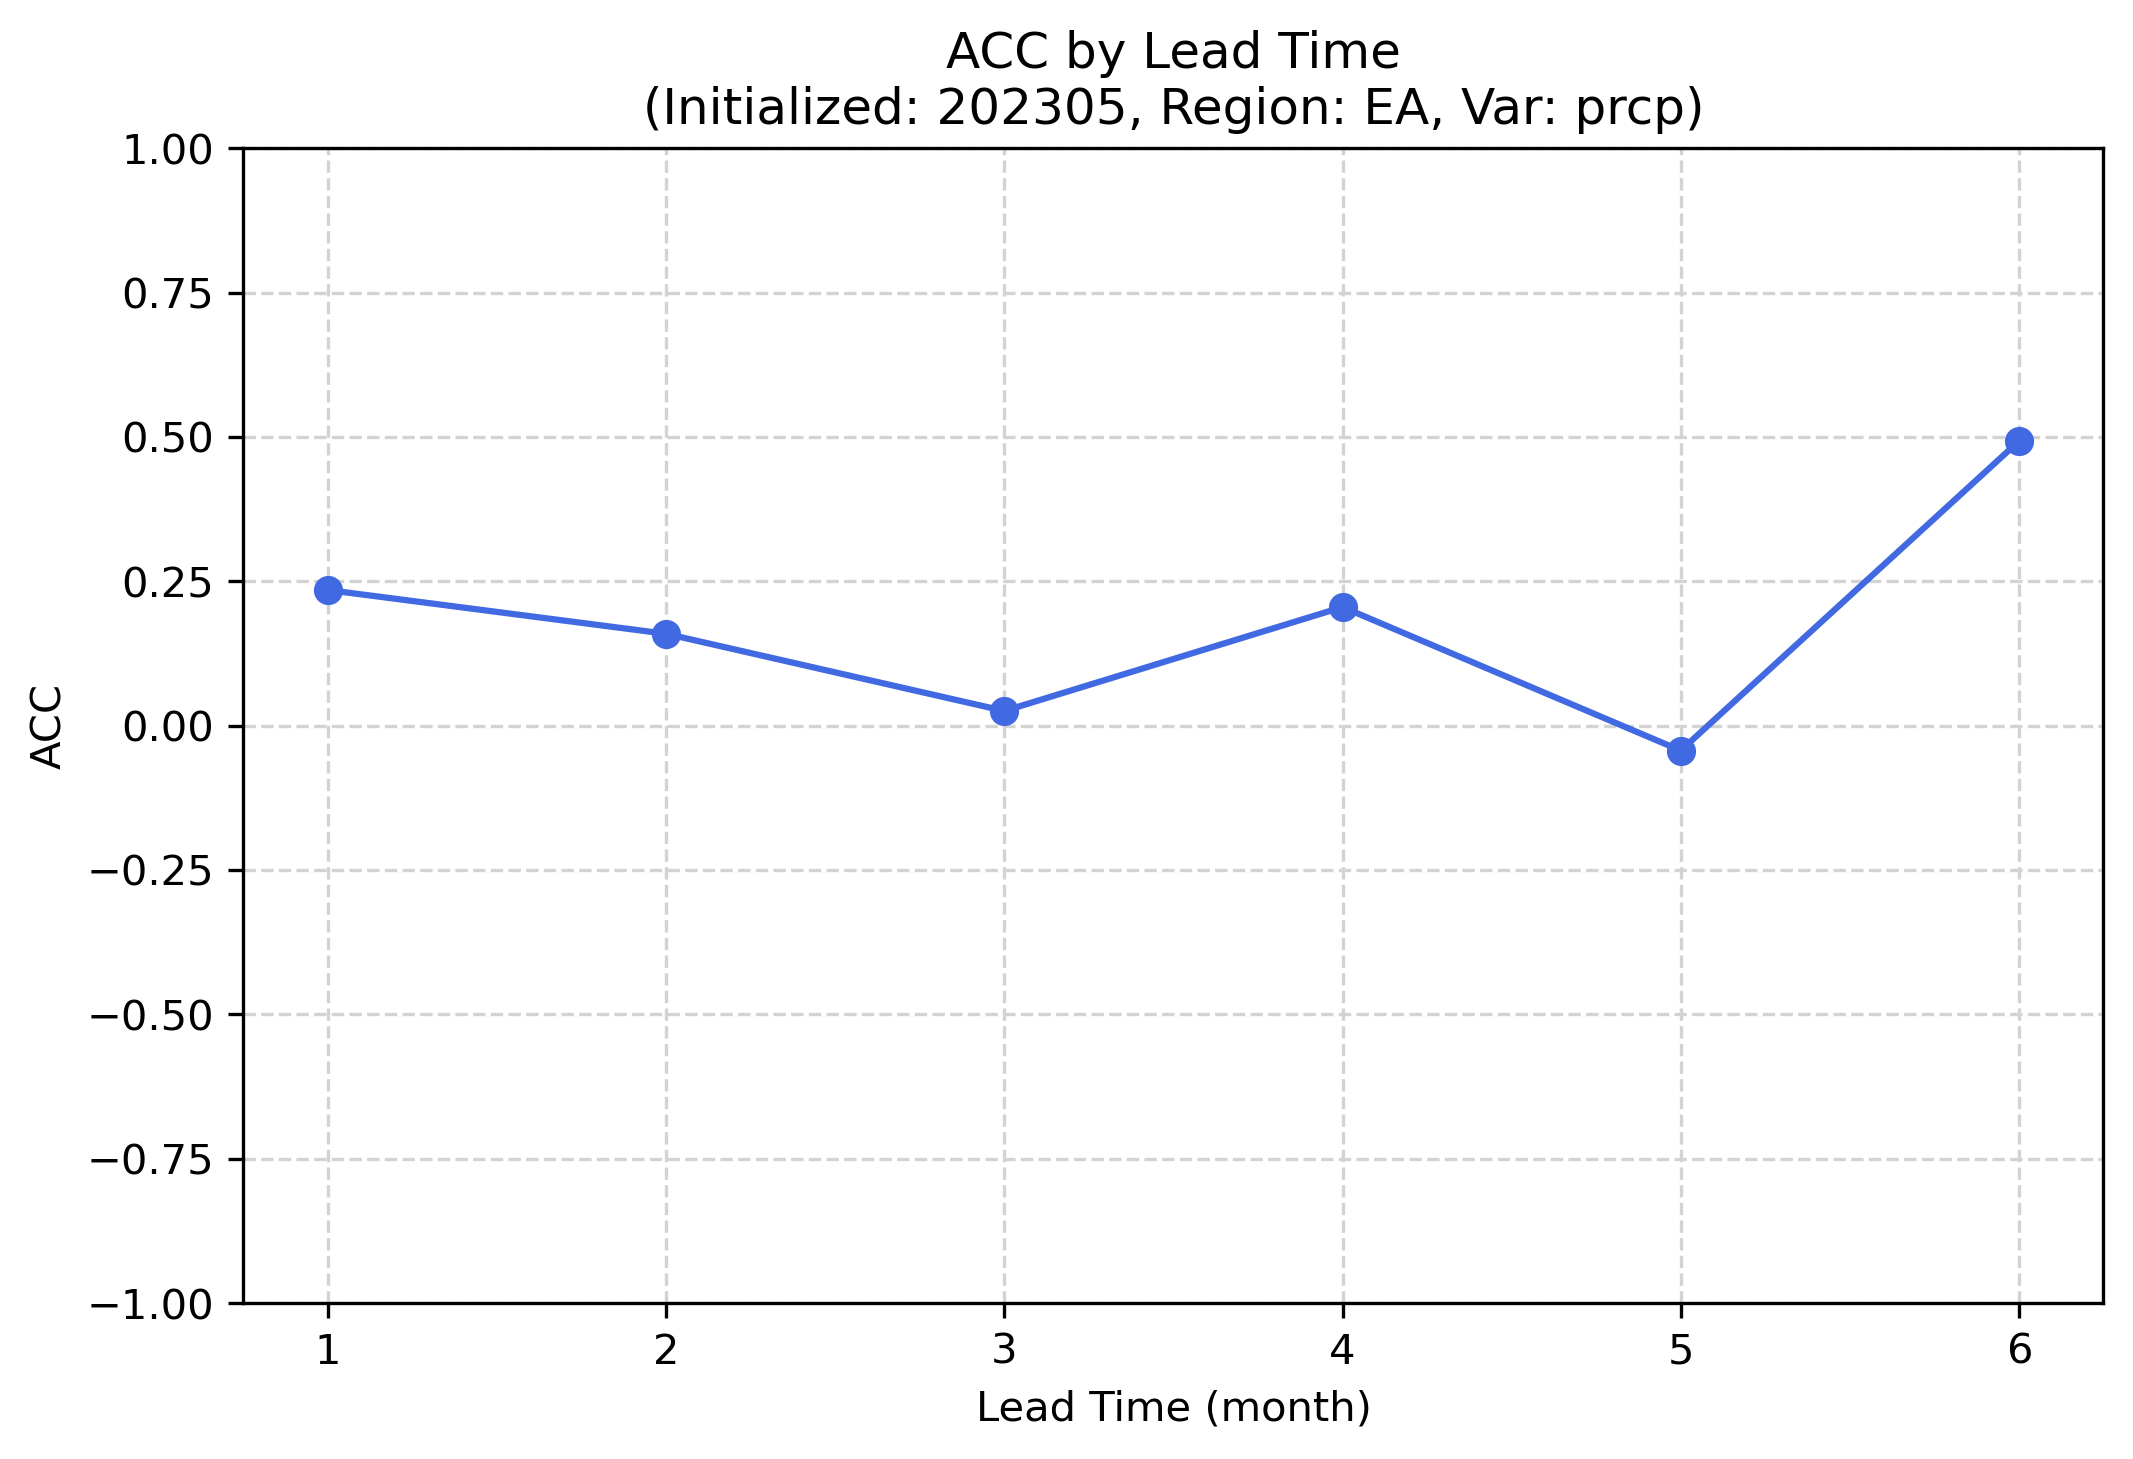 ACC by Lead Time
(Initialized: 202305, Region: EA, Var: prcp)
1.00
0.75
0.50
0.25
0.00
−0.25
−0.50
−0.75
−1.00
ACC
1 2 3 4 5 6
Lead Time (month)